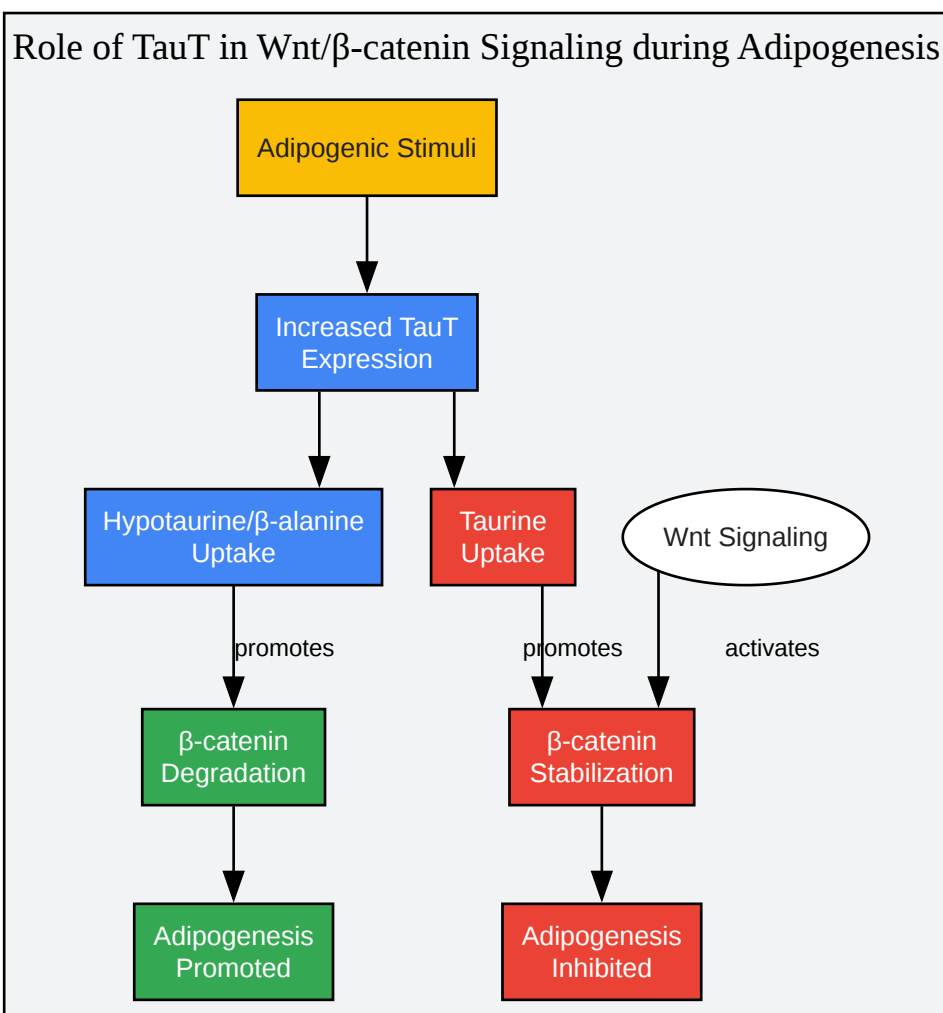 Role of TauT in Wnt/β-catenin Signaling during Adipogenesis
Adipogenic Stimuli
Increased TauT
Expression
Hypotaurine/β-alanine
Uptake
Taurine
Uptake
Wnt Signaling
promotes
promotes
activates
β-catenin
Degradation
β-catenin
Stabilization
Adipogenesis
Promoted
Adipogenesis
Inhibited